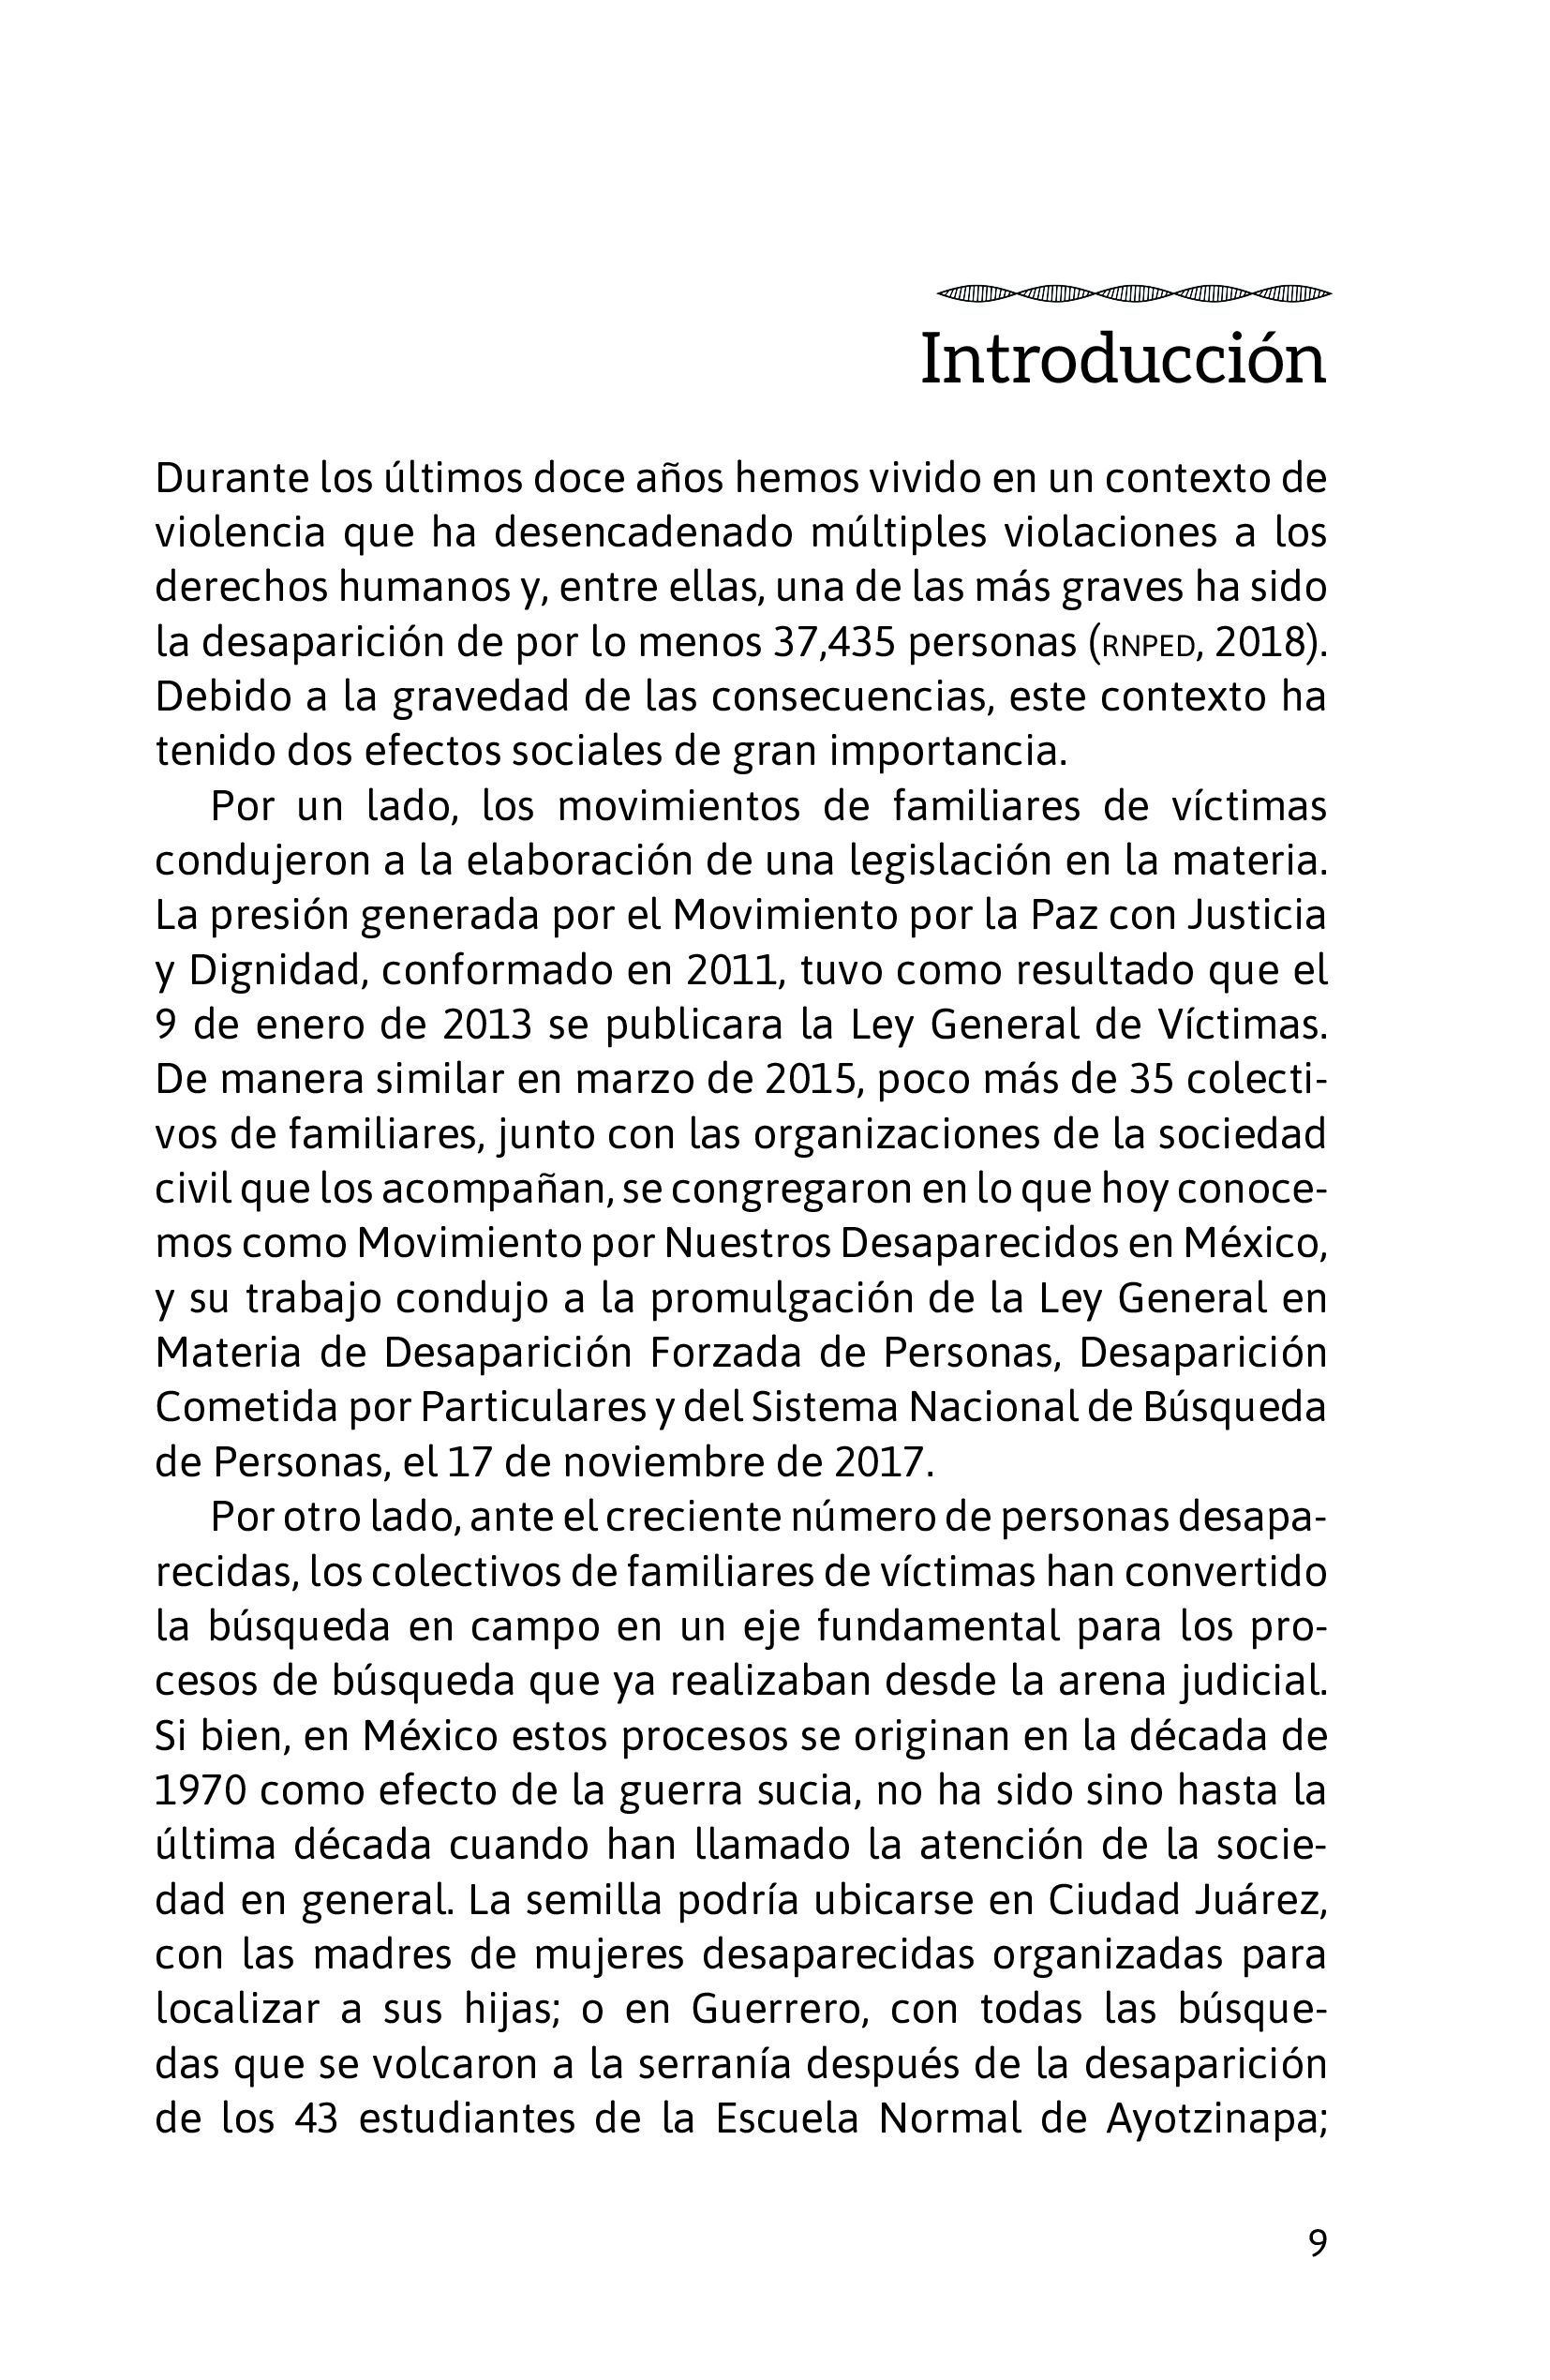 Introducción
Durante los últimos doce años hemos vivido en un contexto de
violencia que ha desencadenado múltiples violaciones a los
derechos humanos y, entre ellas, una de las más graves ha sido
la desaparición de por lo menos 37,435 personas (RNPED, 2018).
Debido a la gravedad de las consecuencias, este contexto ha
tenido dos efectos sociales de gran importancia.
Por un lado, los movimientos de familiares de víctimas
condujeron a la elaboración de una legislación en la materia.
La presión generada por el Movimiento por la Paz con Justicia
y Dignidad, conformado en 2011, tuvo como resultado que el
9 de enero de 2013 se publicara la Ley General de Víctimas.
De manera similar en marzo de 2015, poco más de 35 colecti-
vos de familiares, junto con las organizaciones de la sociedad
civil que los acompañan, se congregaron en lo que hoy conoce-
mos como Movimiento por Nuestros Desaparecidos en México,
y su trabajo condujo a la promulgación de la Ley General en
Materia de Desaparición Forzada de Personas, Desaparición
Cometida por Particulares y del Sistema Nacional de Búsqueda
de Personas, el 17 de noviembre de 2017.
Por otro lado, ante el creciente número de personas desapa-
recidas, los colectivos de familiares de víctimas han convertido
la búsqueda en campo en un eje fundamental para los pro-
cesos de búsqueda que ya realizaban desde la arena judicial.
Si bien, en México estos procesos se originan en la década de
1970 como efecto de la guerra sucia, no ha sido sino hasta la
última década cuando han llamado la atención de la socie-
dad en general. La semilla podría ubicarse en Ciudad Juárez,
con las madres de mujeres desaparecidas organizadas para
localizar a sus hijas; o en Guerrero, con todas las búsque-
das que se volcaron a la serranía después de la desaparición
de los 43 estudiantes de la Escuela Normal de Ayotzinapa;
9